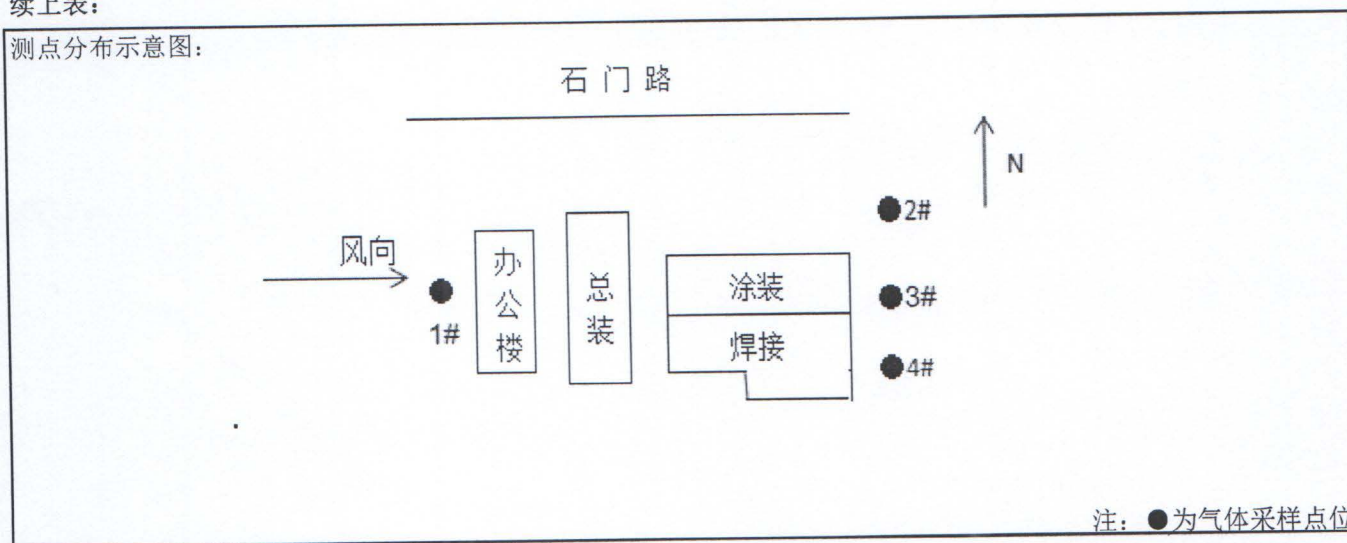 续上表：
测点分布示意图：
石门路
N
2#
风向
办公楼
总装
涂装
3#
1#
焊接
4#
注：●为气体采样点位